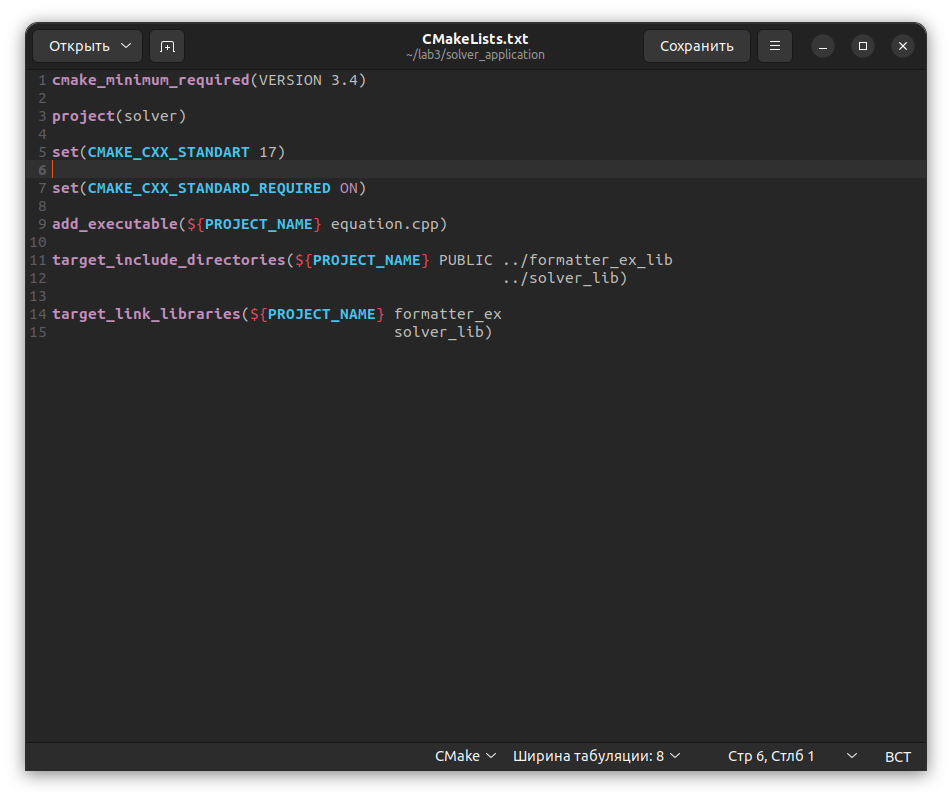 Открыть
CMakeLists.txt
~/lab3/solver_application
Сохранить
1 cmake_minimum_required(VERSION 3.4)
2
3 project(solver)
4
5 set(CMAKE_CXX_STANDART 17)
6
7 set(CMAKE_CXX_STANDARD_REQUIRED ON)
8
9 add_executable(${PROJECT_NAME} equation.cpp)
10
11 target_include_directories(${PROJECT_NAME} PUBLIC ../formatter_ex_lib
12 ../solver_lib)
13
14 target_link_libraries(${PROJECT_NAME} formatter_ex
15 solver_lib)
CMake Ширина табуляции: 8 Стр 6, Стлб 1 ВСТ